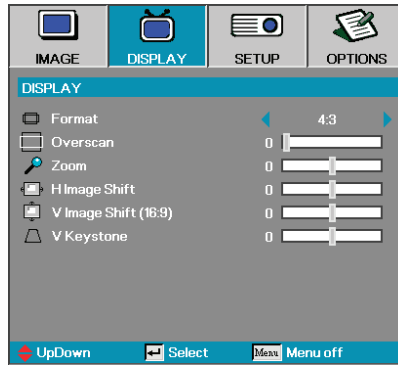 IMAGE DISPLAY SETUP OPTIONS
DISPLAY
Format 4:3
Overscan 0
Zoom 0
H Image Shift 0
V Image Shift (16:9) 0
V Keystone 0
UpDown Select Menu Menu off